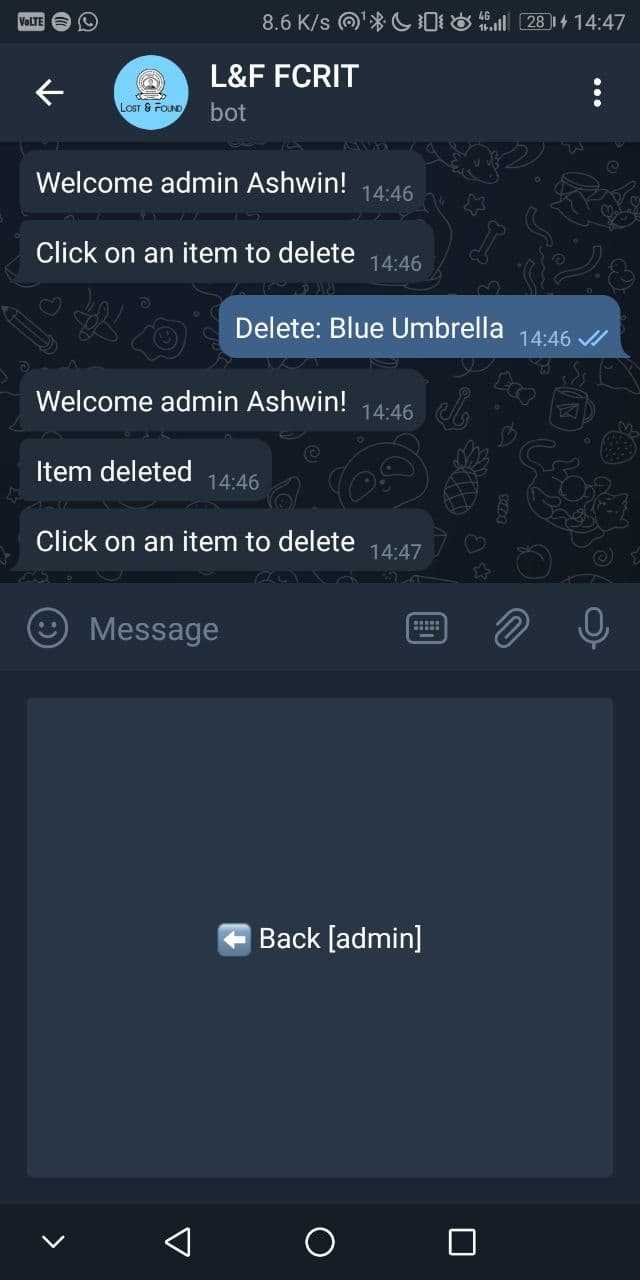 VoLTE 8.6 K/s 1 4G 28 14:47
LOST & FOUND
L&F FCRIT
bot
Welcome admin Ashwin! 14:46
Click on an item to delete 14:46
Delete: Blue Umbrella 14:46
Welcome admin Ashwin! 14:46
Item deleted 14:46
Click on an item to delete 14:47
Message
Back [admin]